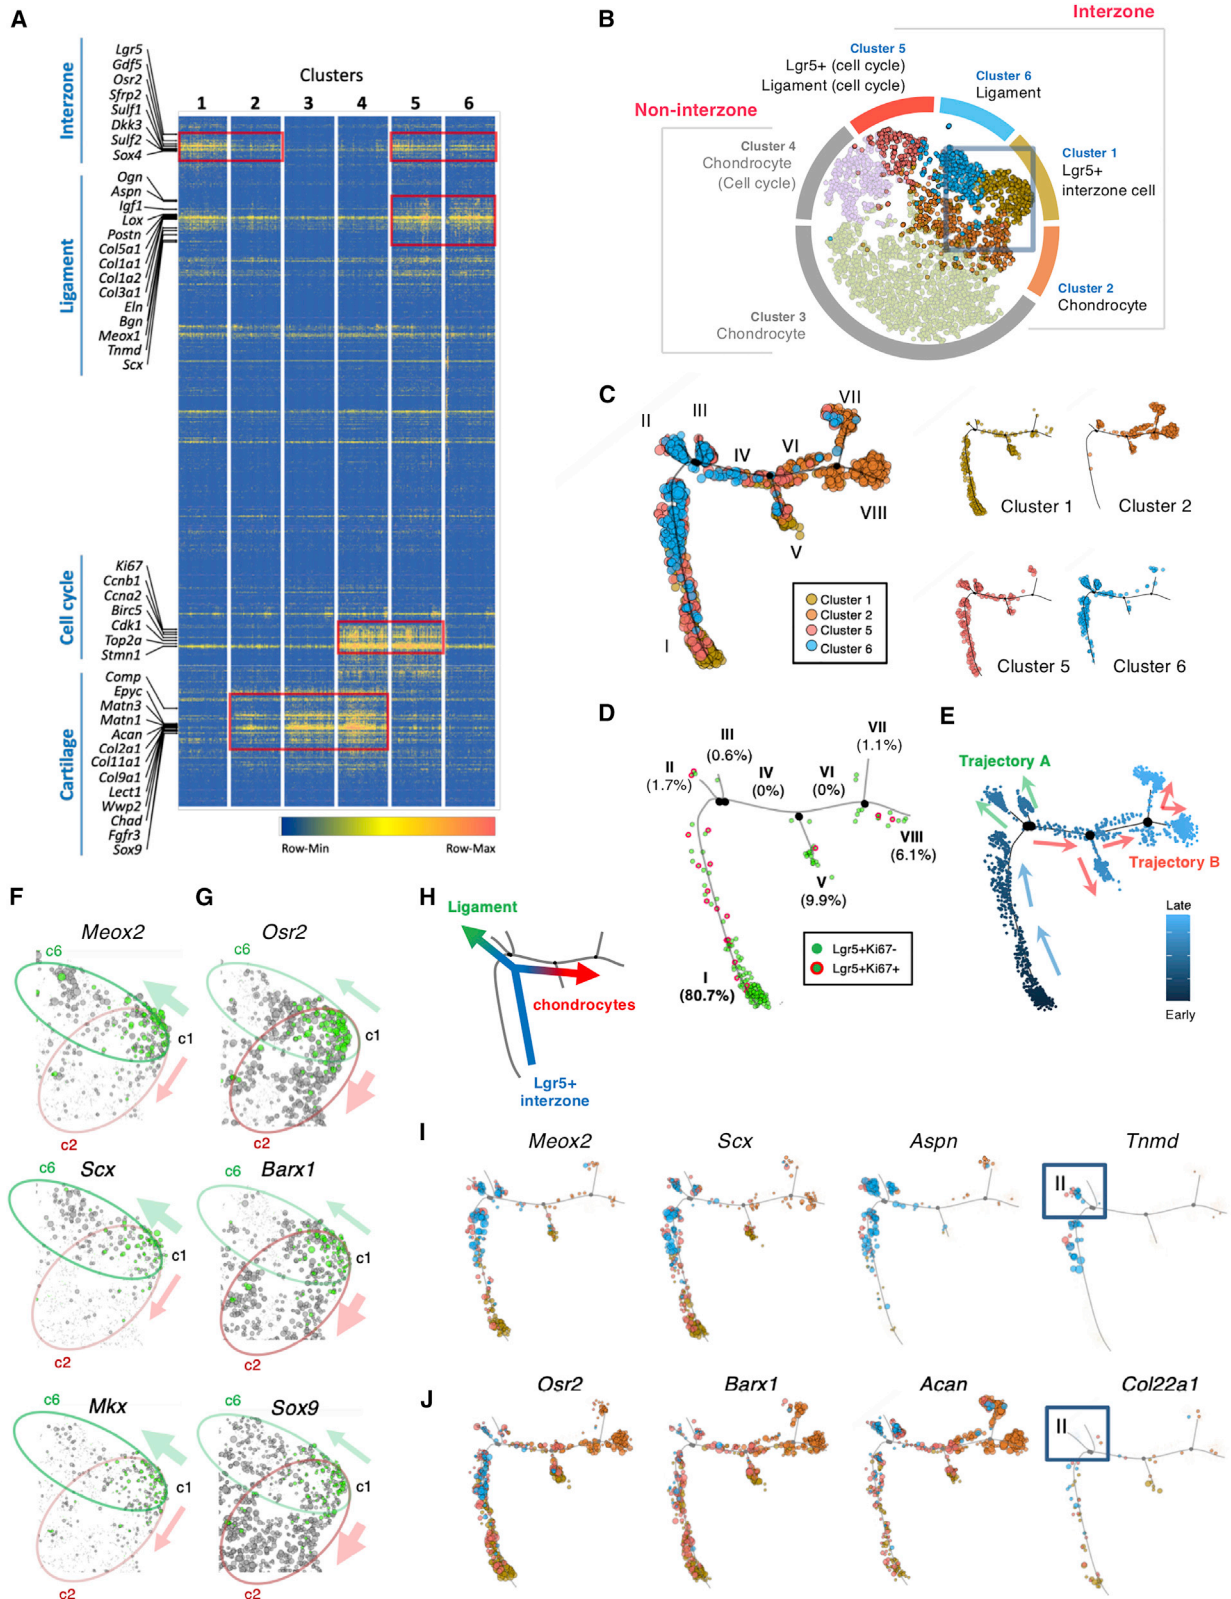 A
Interzone
Lgr5
Gdf5
Osr2
Sfrp2
Sulf1
Dkk3
Sulf2
Sox4
Ligament
Ogn
Aspn
Igf1
Lox
Postn
Col5a1
Col1a1
Col1a2
Col3a1
Eln
Bgn
Meox1
Tnmd
Scx
Cell cycle
Ki67
Ccnb1
Ccna2
Birc5
Cdk1
Top2a
Stmn1
Cartilage
Comp
Epyc
Matn3
Matn1
Acan
Col2a1
Col11a1
Col9a1
Lect1
Wwp2
Chad
Fgfr3
Sox9
Clusters
1 2 3 4 5 6
Row-Min Row-Max
B
Interzone
Non-interzone
Cluster 5
Lgr5+ (cell cycle)
Ligament (cell cycle)
Cluster 6
Ligament
Cluster 4
Chondrocyte
(Cell cycle)
Cluster 1
Lgr5+
interzone cell
Cluster 3
Chondrocyte
Cluster 2
Chondrocyte
C
II
III
IV
VI
VII
VIII
V
I
Cluster 1
Cluster 2
Cluster 5
Cluster 6
Cluster 1
Cluster 2
Cluster 5
Cluster 6
D
II
(1.7%)
III
(0.6%)
IV
(0%)
VI
(0%)
VII
(1.1%)
VIII
(6.1%)
V
(9.9%)
I
(80.7%)
Lgr5+Ki67-
Lgr5+Ki67+
E
Trajectory A
Trajectory B
Late
Early
F
Meox2
c6
c1
c2
Scx
c6
c1
c2
Mkx
c6
c1
c2
G
Osr2
c6
c1
c2
Barx1
c6
c1
c2
Sox9
c6
c1
c2
H
Ligament
chondrocytes
Lgr5+
interzone
I
Meox2
Scx
Aspn
Tnmd
II
J
Osr2
Barx1
Acan
Col22a1
II